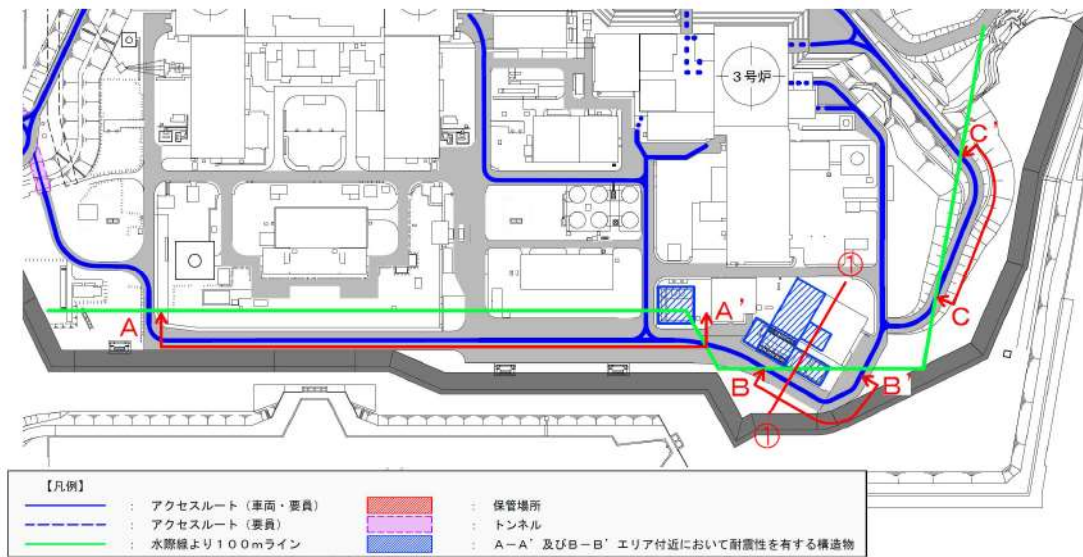 3号炉
C'
①
A
A'
C
B
B'
①
【凡例】
: アクセスルート(車両・要員)
: 保管場所
: アクセスルート(要員)
: トンネル
: 水際線より100mライン
: A-A' 及びB-B' エリア付近において耐震性を有する構造物